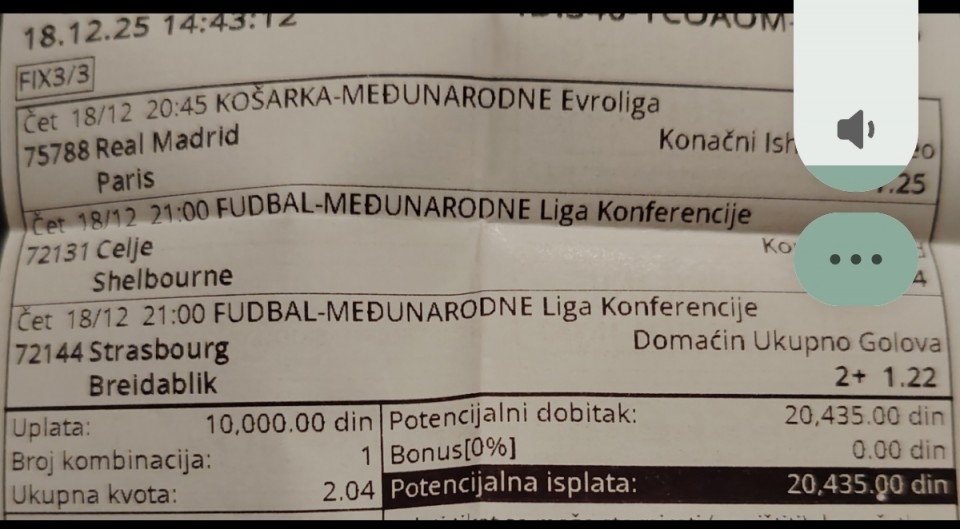 18.12.25 14:43:12
FIX3/3
Čet 18/12 20:45 KOŠARKA-MEĐUNARODNE Evroliga
75788 Real Madrid
Konačni
Paris
Čet 18/12 21:00 FUDBAL-MEĐUNARODNE Liga Konferencije
72131 Celje
Shelbourne
Čet 18/12 21:00 FUDBAL-MEĐUNARODNE Liga Konferencije
72144 Strasbourg
Domaćin Ukupno Golova
Breidablik
2+ 1.22
Uplata: 10,000.00 din
Potencijalni dobitak: 20,435.00 din
Broj kombinacija: 1
Bonus[0%] 0.00 din
Ukupna kvota: 2.04
Potencijalna isplata: 20,435.00 din